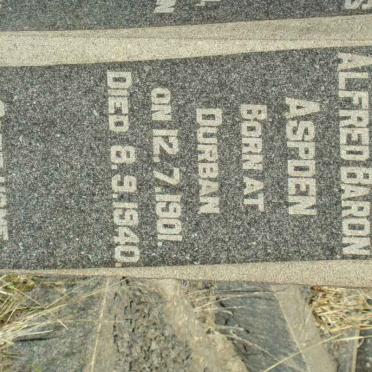 ALFRED BARON
ASPDEN
BORN AT
DURBAN
ON 12.7.1901.
DIED 8.9.1940.